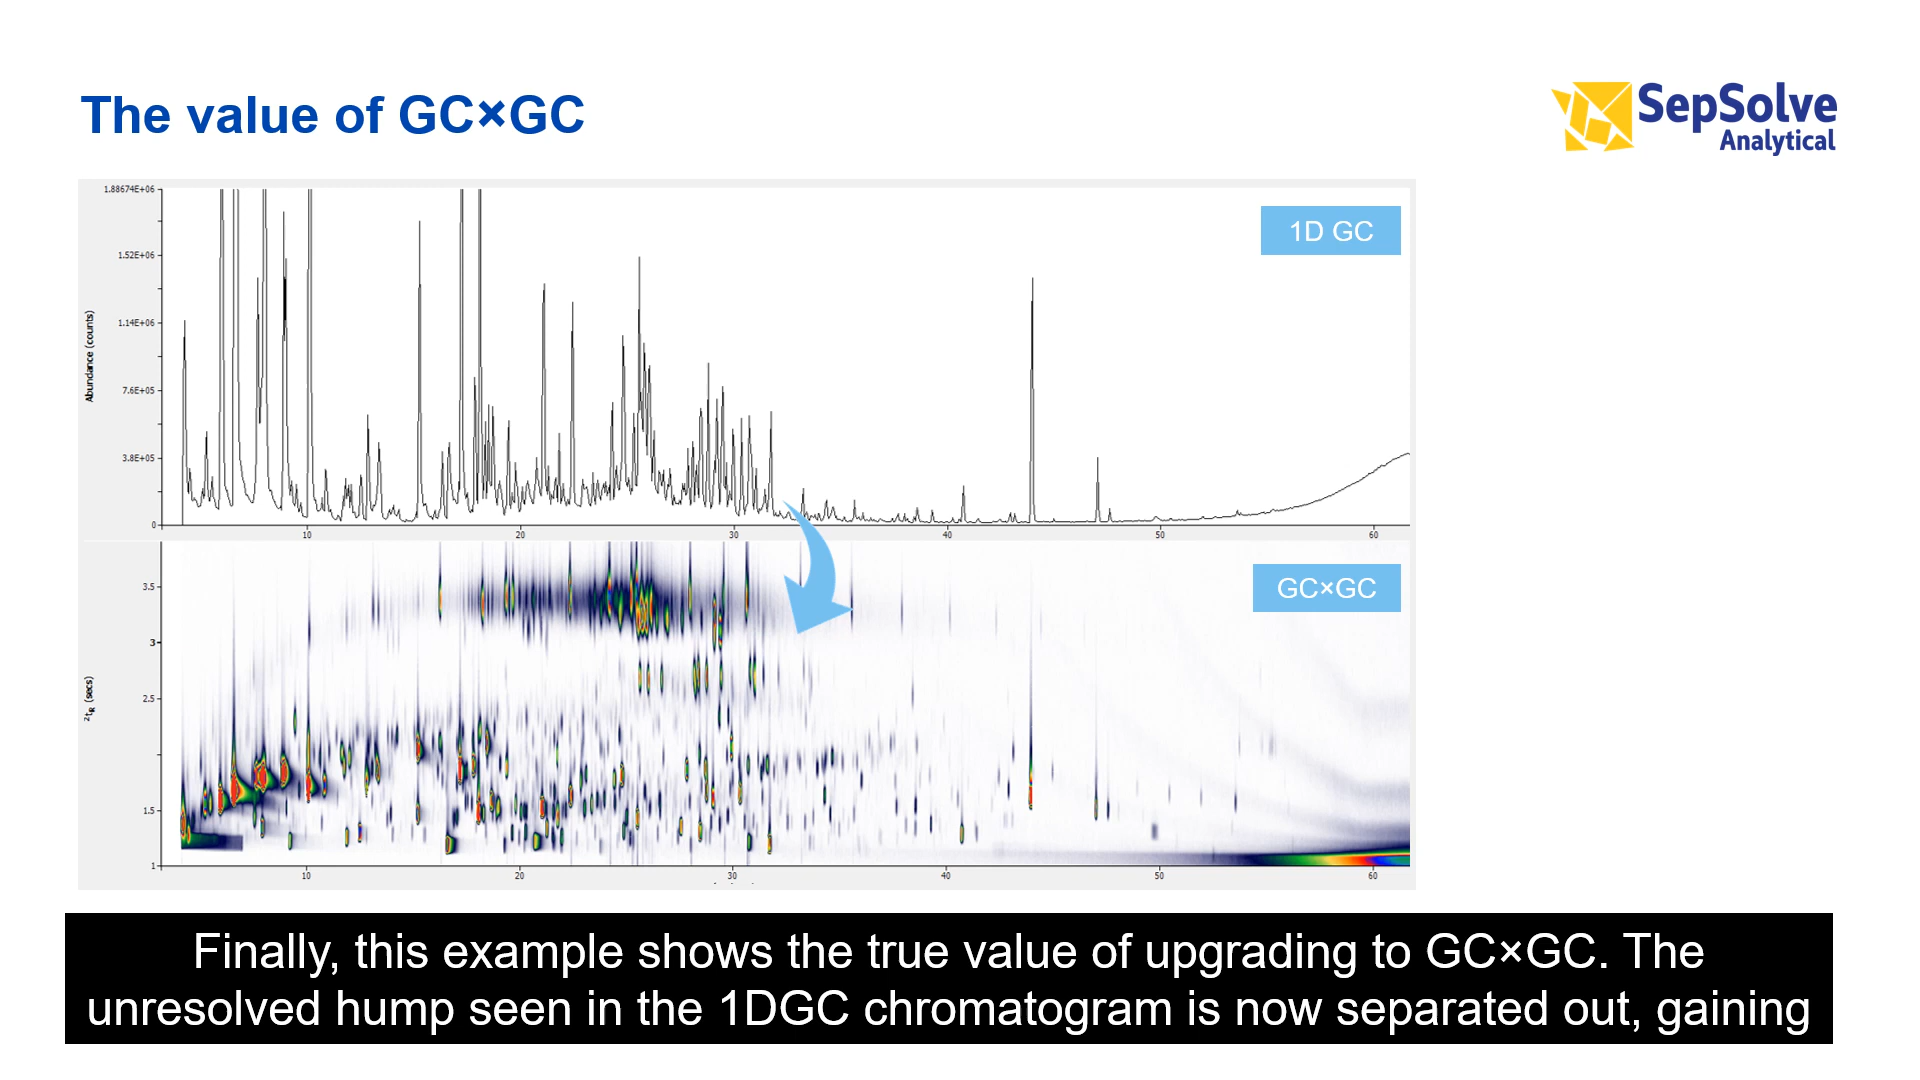 The value of GC×GC
SepSolve
Analytical
1.88674E+06
1D GC
1.52E+06
1.14E+06
Abundance (counts)
7.6E+05
3.8E+05
0
10 20 30 40 50 60
GC×GC
3.5
3
2.5
²tR (secs)
1.5
1
10 20 30 40 50 60
Finally, this example shows the true value of upgrading to GC×GC. The
unresolved hump seen in the 1DGC chromatogram is now separated out, gaining